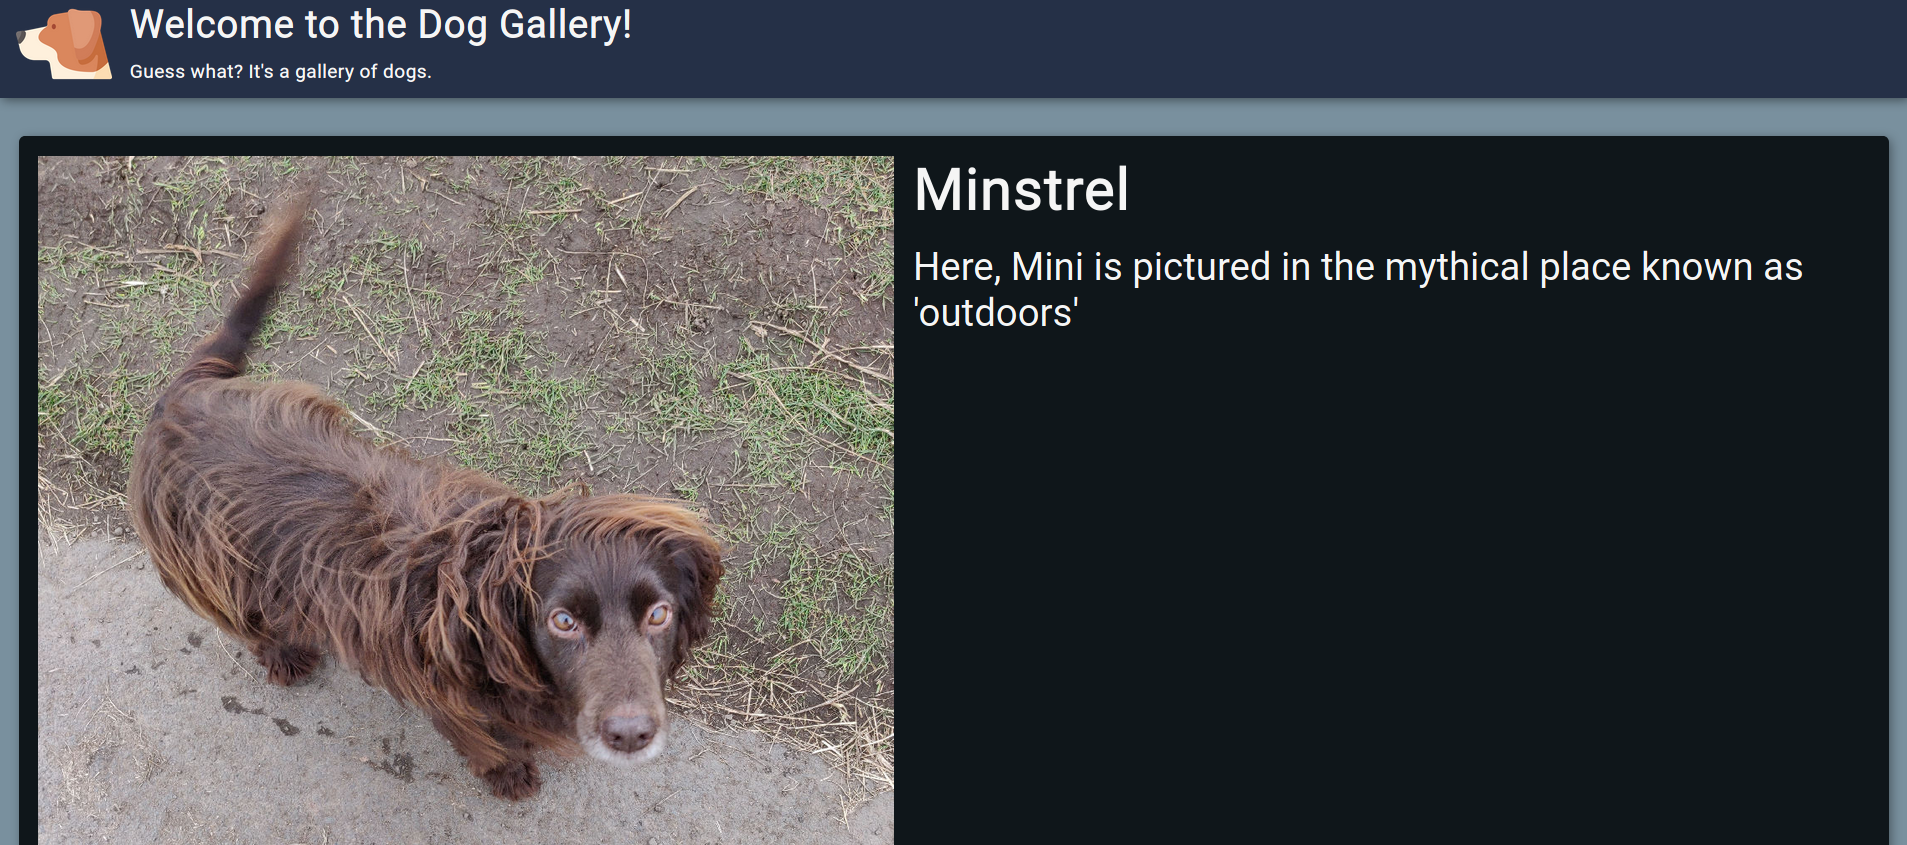 Welcome to the Dog Gallery!
Guess what? It's a gallery of dogs.
Minstrel
Here, Mini is pictured in the mythical place known as
'outdoors'